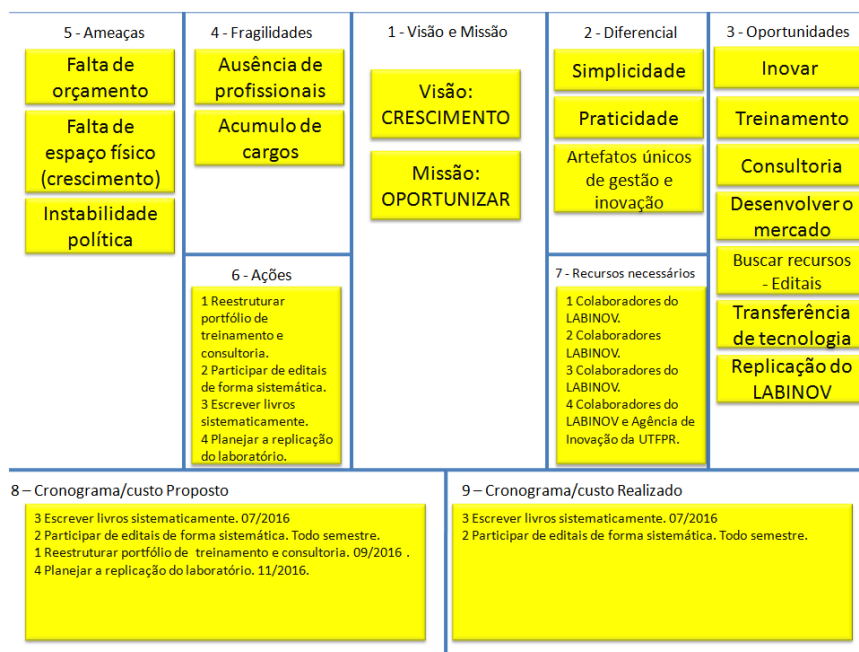 5 - Ameaças
Falta de
orçamento
Falta de
espaço físico
(crescimento)
Instabilidade
política
4 - Fragilidades
Ausência de
profissionais
Acumulo de
cargos
1 - Visão e Missão
Visão:
CRESCIMENTO
Missão:
OPORTUNIZAR
2 - Diferencial
Simplicidade
Praticidade
Artefatos únicos
de gestão e
inovação
3 - Oportunidades
Inovar
Treinamento
Consultoria
Desenvolver o
mercado
Buscar recursos
- Editais
Transferência
de tecnologia
Replicação do
LABINOV
6 - Ações
1 Reestruturar
portfólio de
treinamento e
consultoria.
2 Participar de editais
de forma sistemática.
3 Escrever livros
sistematicamente.
4 Planejar a replicação
do laboratório.
7 - Recursos necessários
1 Colaboradores do
LABINOV.
2 Colaboradores
LABINOV.
3 Colaboradores do
LABINOV.
4 Colaboradores do
LABINOV e Agência de
Inovação da UTFPR.
8 – Cronograma/custo Proposto
3 Escrever livros sistematicamente. 07/2016
2 Participar de editais de forma sistemática. Todo semestre.
1 Reestruturar portfólio de treinamento e consultoria. 09/2016 .
4 Planejar a replicação do laboratório. 11/2016.
9 – Cronograma/custo Realizado
3 Escrever livros sistematicamente. 07/2016
2 Participar de editais de forma sistemática. Todo semestre.